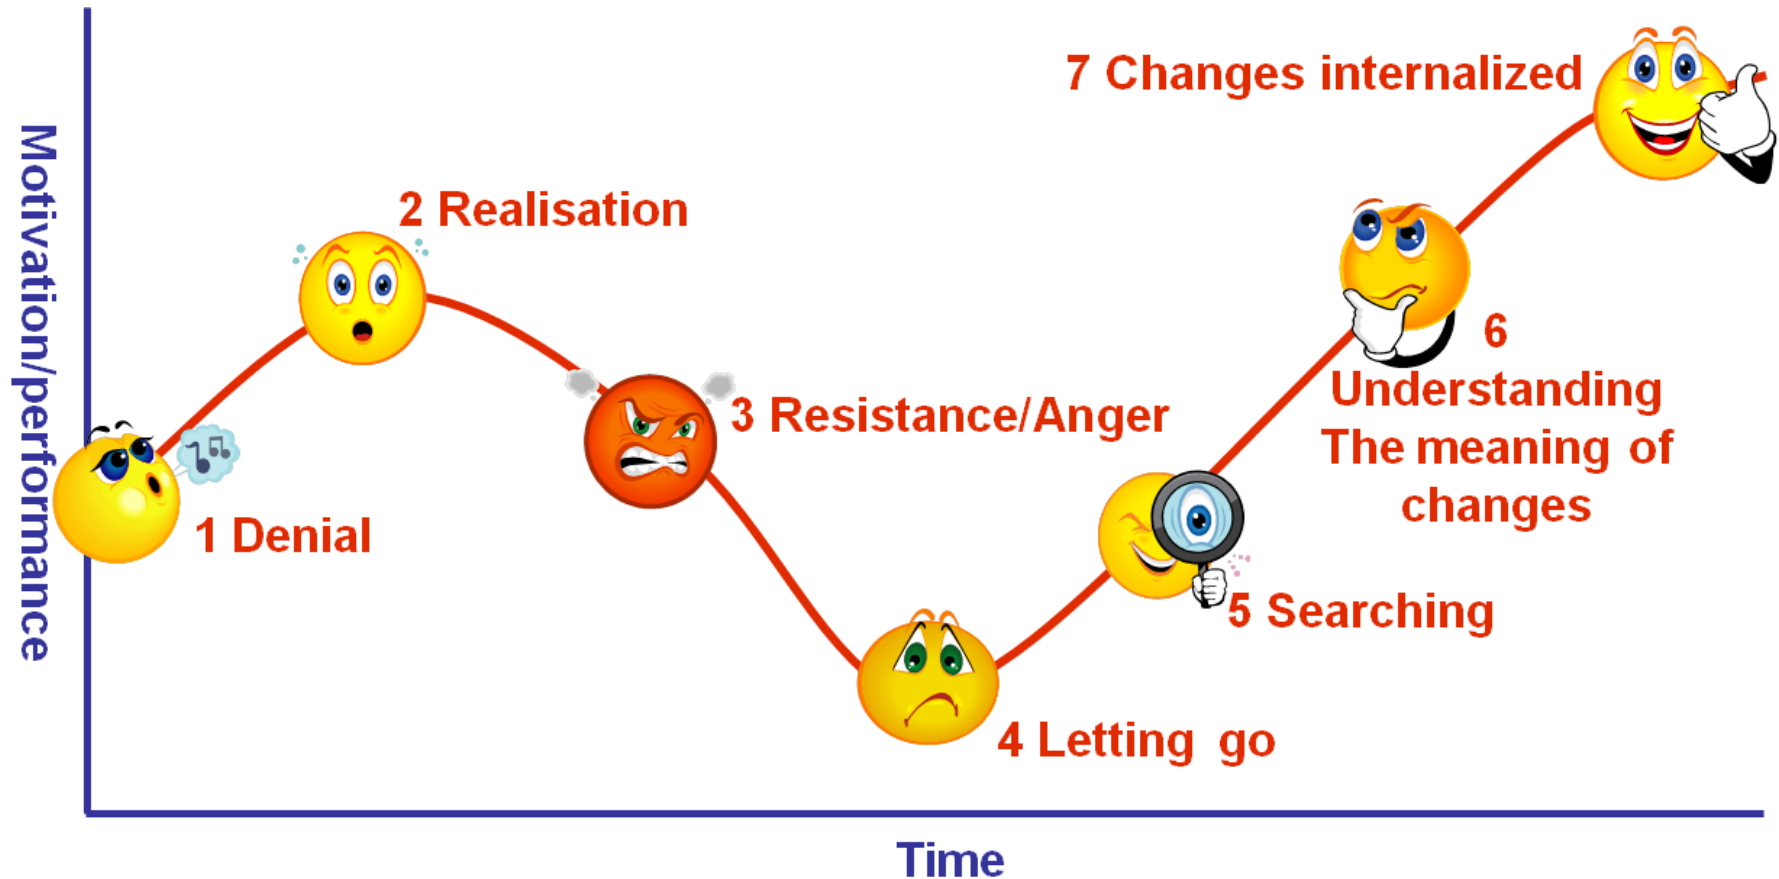 Motivation/performance
7 Changes internalized
2 Realisation
3 Resistance/Anger
6
Understanding
The meaning of
changes
1 Denial
5 Searching
4 Letting go
Time